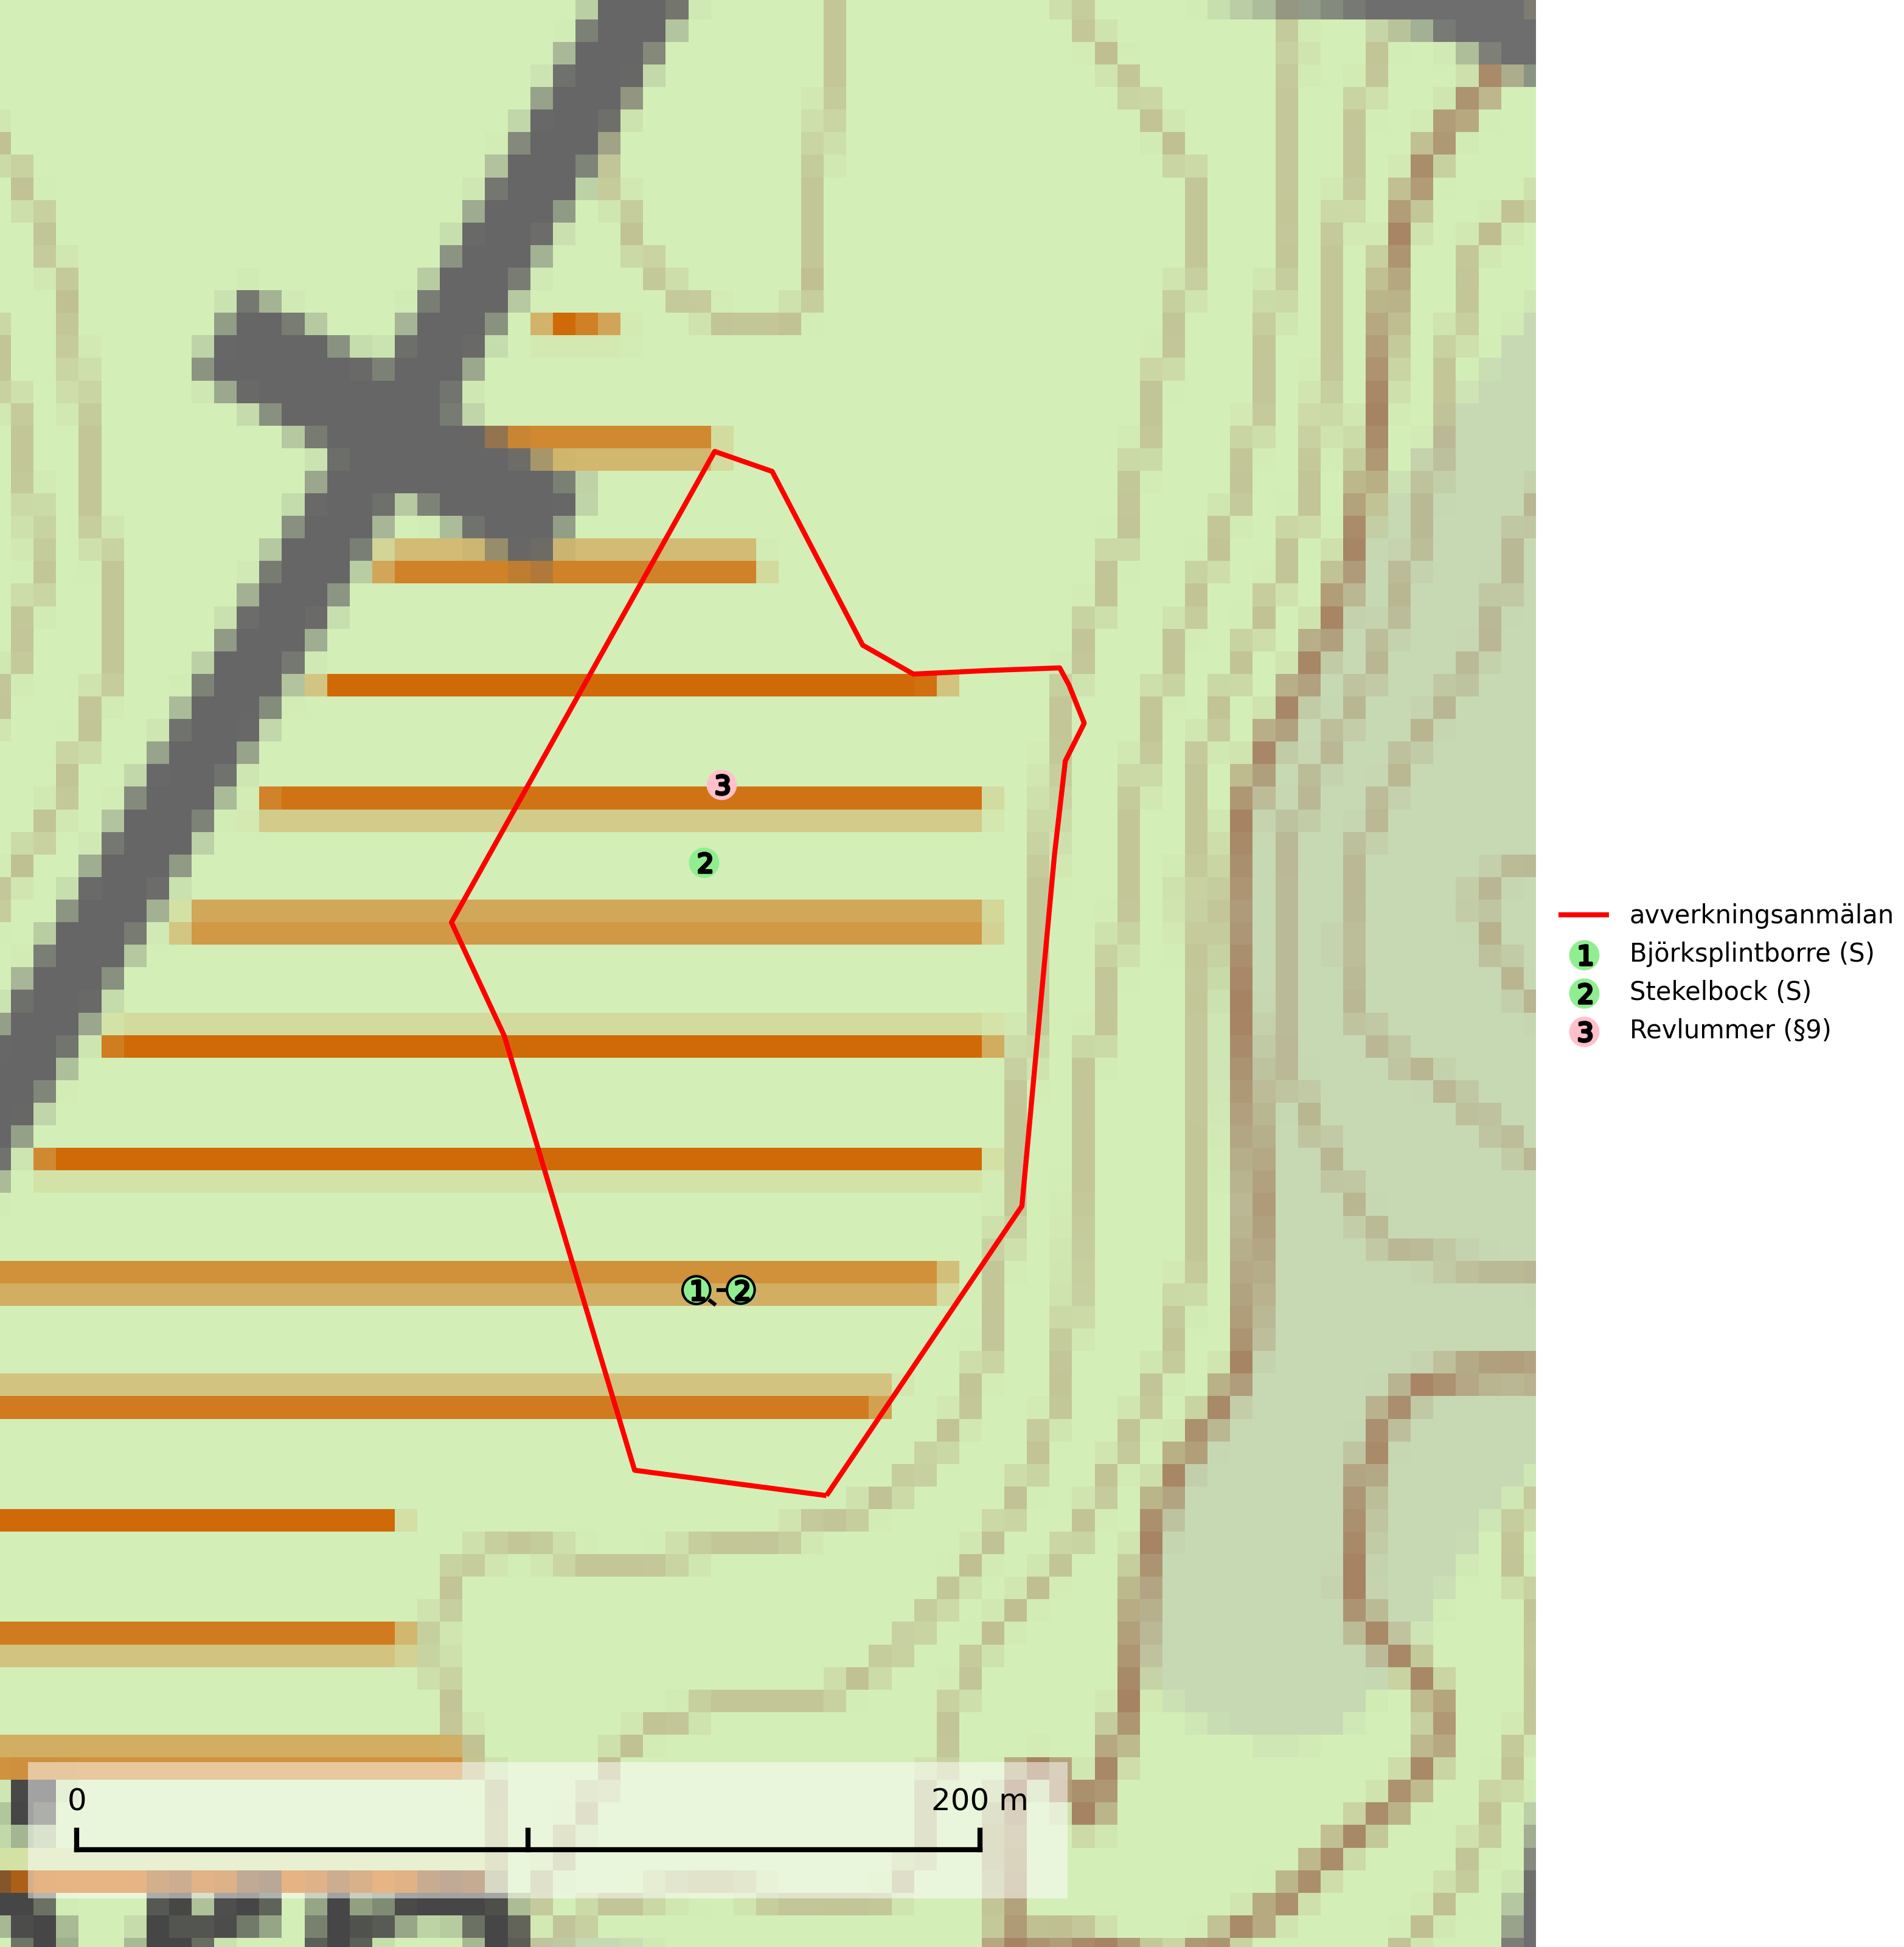 3
2
1 2
avverkningsanmälan
1 Björksplintborre (S)
2 Stekelbock (S)
3 Revlummer (§9)
0 200 m